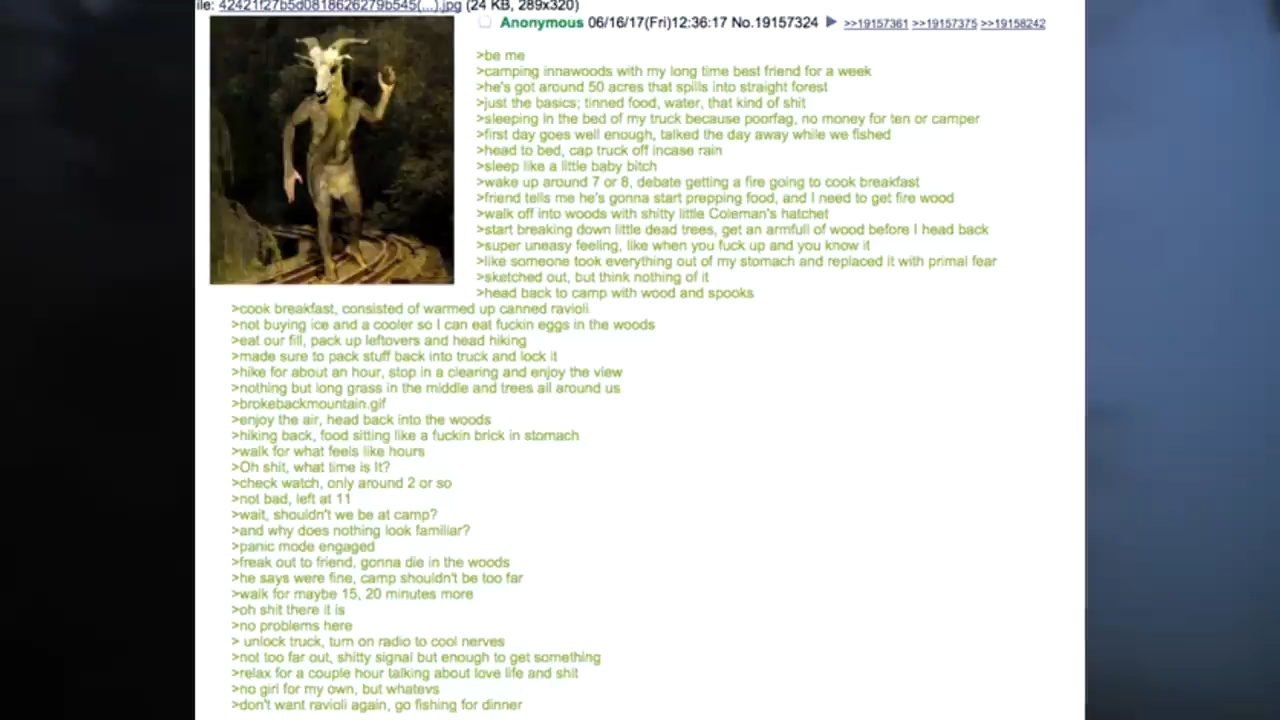 ile: 42421f27b5d0818626279b545(...).jpg (24 KB, 289x320)
Anonymous 06/16/17(Fri)12:36:17 No.19157324 ▶ >>19157361 >>19157375 >>19158242
>be me
>camping innawoods with my long time best friend for a week
>he's got around 50 acres that spills into straight forest
>just the basics; tinned food, water, that kind of shit
>sleeping in the bed of my truck because poorfag, no money for ten or camper
>first day goes well enough, talked the day away while we fished
>head to bed, cap truck off incase rain
>sleep like a little baby bitch
>wake up around 7 or 8, debate getting a fire going to cook breakfast
>friend tells me he's gonna start prepping food, and I need to get fire wood
>walk off into woods with shitty little Coleman's hatchet
>start breaking down little dead trees, get an armfull of wood before I head back
>super uneasy feeling, like when you fuck up and you know it
>like someone took everything out of my stomach and replaced it with primal fear
>sketched out, but think nothing of it
>head back to camp with wood and spooks
>cook breakfast, consisted of warmed up canned ravioli
>not buying ice and a cooler so I can eat fuckin eggs in the woods
>eat our fill, pack up leftovers and head hiking
>made sure to pack stuff back into truck and lock it
>hike for about an hour, stop in a clearing and enjoy the view
>nothing but long grass in the middle and trees all around us
>brokebackmountain.gif
>enjoy the air, head back into the woods
>hiking back, food sitting like a fuckin brick in stomach
>walk for what feels like hours
>Oh shit, what time is It?
>check watch, only around 2 or so
>not bad, left at 11
>wait, shouldn't we be at camp?
>and why does nothing look familiar?
>panic mode engaged
>freak out to friend, gonna die in the woods
>he says were fine, camp shouldn't be too far
>walk for maybe 15, 20 minutes more
>oh shit there it is
>no problems here
> unlock truck, turn on radio to cool nerves
>not too far out, shitty signal but enough to get something
>relax for a couple hour talking about love life and shit
>no girl for my own, but whatevs
>don't want ravioli again, go fishing for dinner